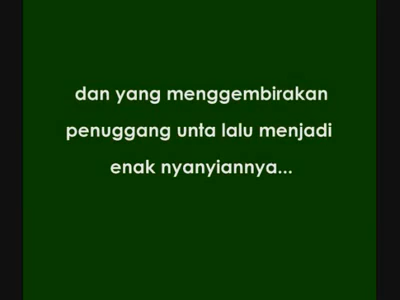 dan yang menggembirakan
penuggang unta lalu menjadi
enak nyanyiannya...